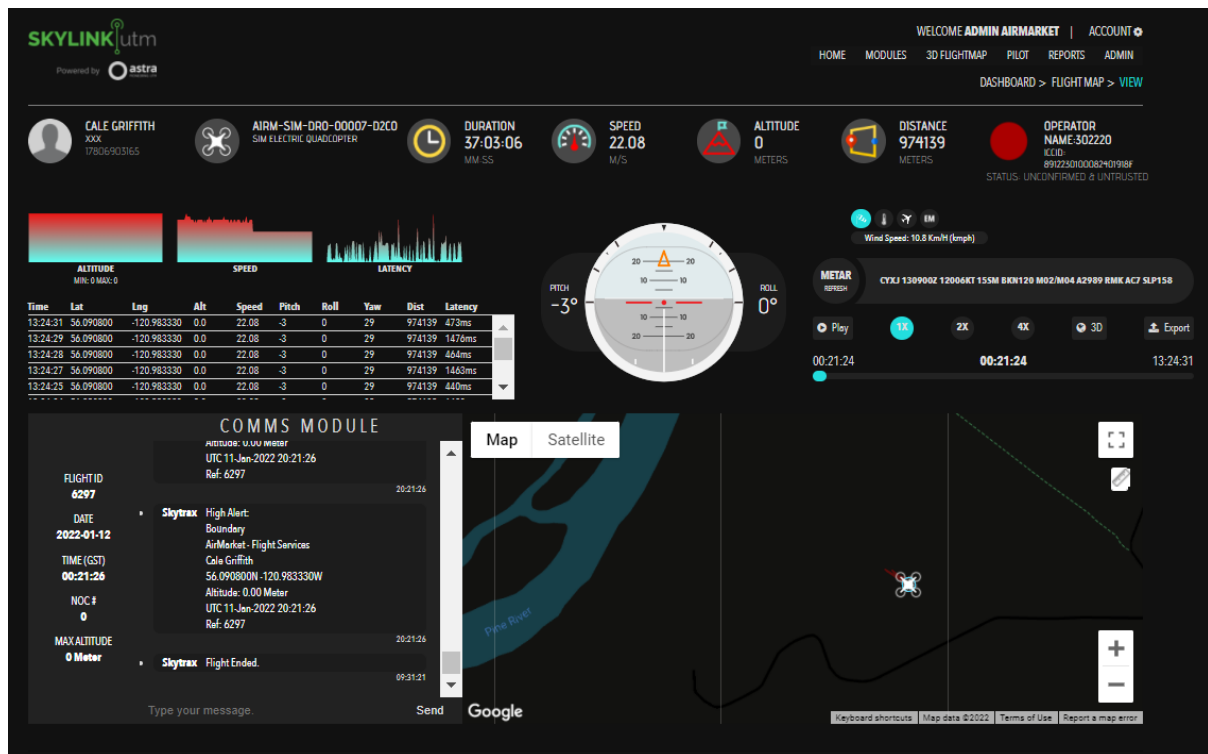 SKYLINK utm
Powered by astra
WELCOME ADMIN AIRMARKET | ACCOUNT
HOME MODULES 3D FLIGHTMAP PILOT REPORTS ADMIN
DASHBOARD > FLIGHT MAP > VIEW
CALE GRIFFITH
XXX
17806903165
AIRM-SIM-DRO-00007-D2C0
SIM ELECTRIC QUADCOPTER
DURATION
37:03:06
MM:SS
SPEED
22.08
M/S
ALTITUDE
0
METERS
DISTANCE
974139
METERS
OPERATOR
NAME:302220
ICCID:
8912230100082401918F
STATUS: UNCONFIRMED & UNTRUSTED
ALTITUDE
MIN: 0 MAX: 0
SPEED
LATENCY
Time Lat Lng Alt Speed Pitch Roll Yaw Dist Latency
13:24:31 56.090800 -120.983330 0.0 22.08 -3 0 29 974139 473ms
13:24:29 56.090800 -120.983330 0.0 22.08 -3 0 29 974139 1476ms
13:24:28 56.090800 -120.983330 0.0 22.08 -3 0 29 974139 464ms
13:24:27 56.090800 -120.983330 0.0 22.08 -3 0 29 974139 1463ms
13:24:25 56.090800 -120.983330 0.0 22.08 -3 0 29 974139 440ms
PITCH
-3°
20 20
10 10
10 10
20 20
ROLL
0°
EM
Wind Speed: 10.8 Km/H (kmph)
METAR
REFRESH
CYXJ 130900Z 12006KT 15SM BKN120 M02/M04 A2989 RMK AC7 SLP158
Play 1X 2X 4X 3D Export
00:21:24 00:21:24 13:24:31
COMMS MODULE
FLIGHT ID
6297
DATE
2022-01-12
TIME (GST)
00:21:26
NOC #
0
MAX ALTITUDE
0 Meter
Altitude: 0.00 Meter
UTC 11-Jan-2022 20:21:26
Ref: 6297
20:21:26
Skytrax High Alert:
Boundary
AirMarket - Flight Services
Cale Griffith
56.090800N -120.983330W
Altitude: 0.00 Meter
UTC 11-Jan-2022 20:21:26
Ref: 6297
20:21:26
Skytrax Flight Ended.
09:31:21
Type your message. Send
Map Satellite
Pine River
Google
Keyboard shortcuts Map data ©2022 Terms of Use Report a map error